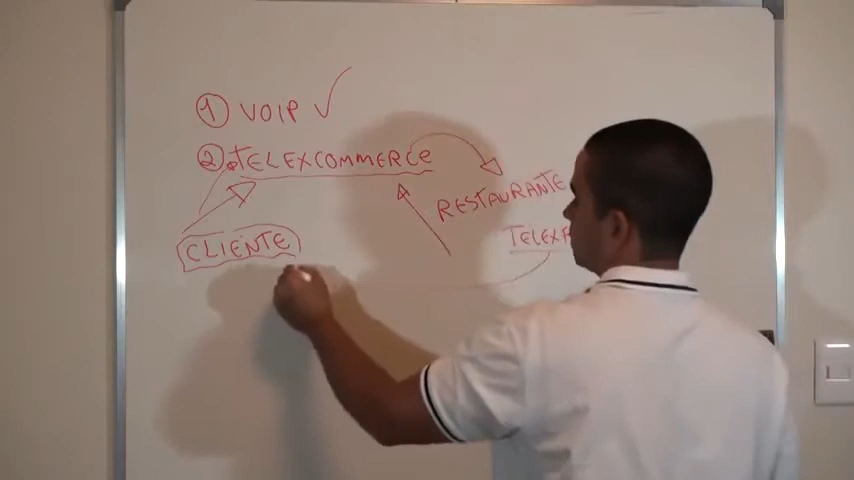 ① VOIP ✓
② TELEXCOMMERCE
RESTAURANTE
CLIENTE